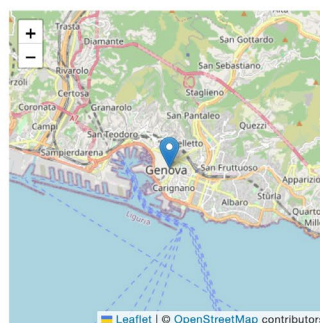 Trasta
Diamante
San Gottardo
+
−
Rivarolo
San Sebastiano
Certosa
Staglieno
Coronata
Granarolo
San Pantaleo
Campi
Quezzi
San Teodoro
Sampierdarena
Genova
San Fruttuoso
Carignano
Albaro
Stùrla
Liguria
Leaflet | © OpenStreetMap contributors